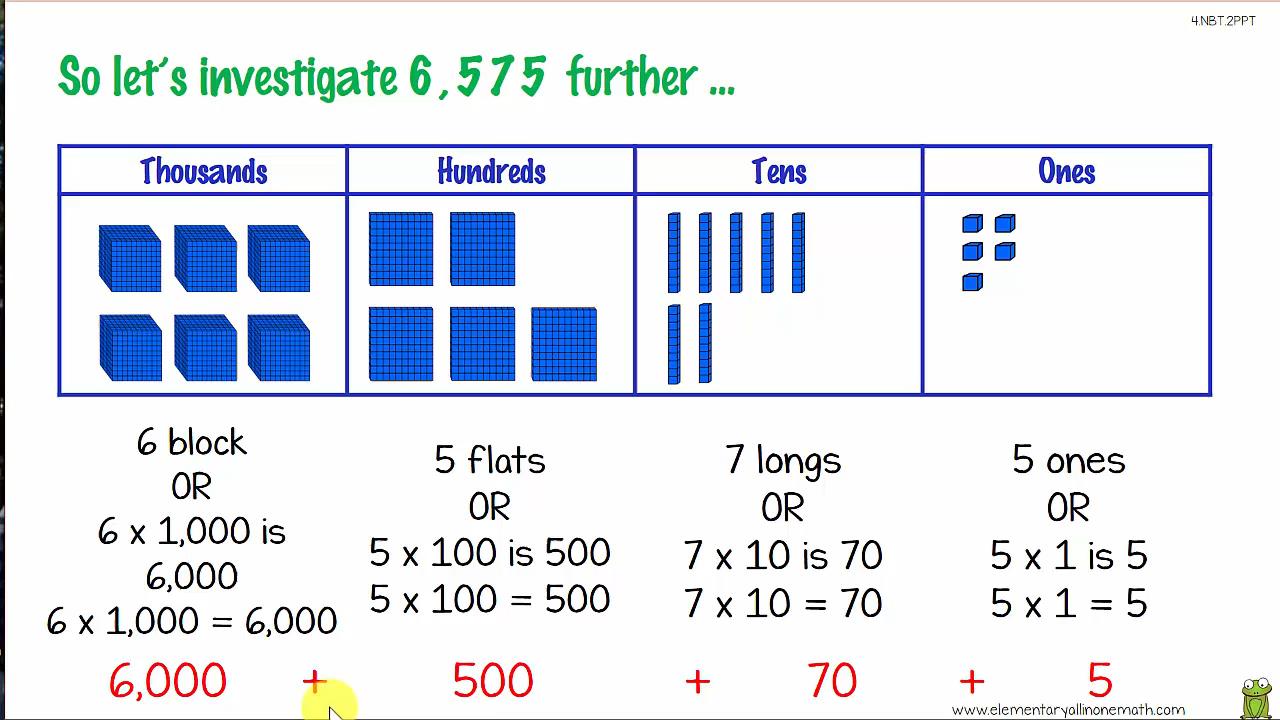 4.NBT.2PPT
So let's investigate 6,575 further ...
Thousands Hundreds Tens Ones
6 block
OR
6 x 1,000 is
6,000
6 x 1,000 = 6,000
5 flats
OR
5 x 100 is 500
5 x 100 = 500
7 longs
OR
7 x 10 is 70
7 x 10 = 70
5 ones
OR
5 x 1 is 5
5 x 1 = 5
6,000 + 500 + 70 + 5
www.elementaryallinonemath.com